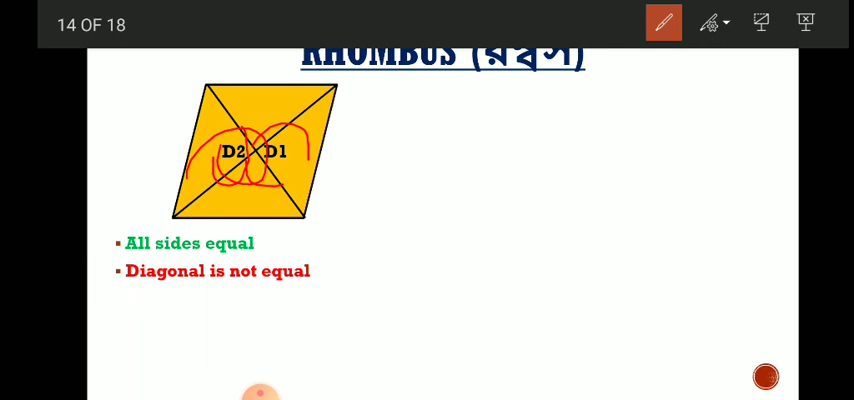 14 OF 18
RHOMBUS (রম্বস)
D2 D1
All sides equal
Diagonal is not equal